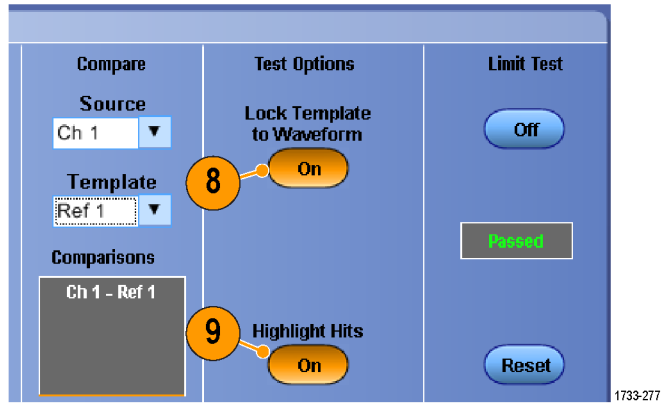 Compare
Source
Ch 1
Template
Ref 1
Comparisons
Ch 1 - Ref 1
Test Options
Lock Template
to Waveform
8
On
9
Highlight Hits
On
Limit Test
Off
Passed
Reset
1733-277